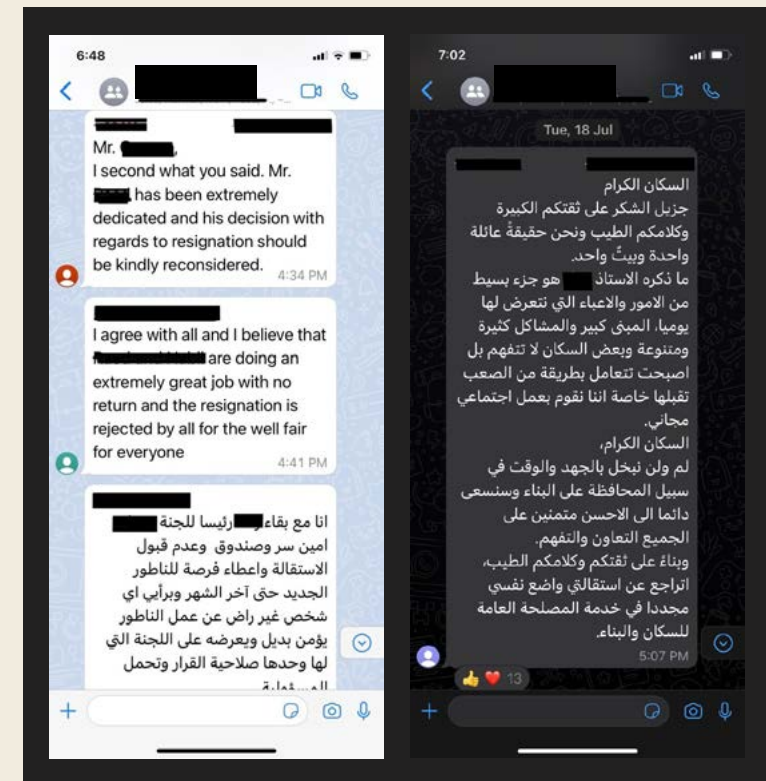 6:48
Mr.
I second what you said. Mr.
has been extremely
dedicated and his decision with
regards to resignation should
be kindly reconsidered.
4:34 PM
I agree with all and I believe that
are doing an
extremely great job with no
return and the resignation is
rejected by all for the well fair
for everyone
4:41 PM
انا مع بقاء رئيسا للجنة
امين سر وصندوق وعدم قبول
الاستقالة واعطاء فرصة للناطور
الجديد حتى آخر الشهر وبرأيي اي
شخص غير راض عن عمل الناطور
يؤمن بديل ويعرضه على اللجنة التي
لها وحدها صلاحية القرار وتحمل
المسؤولية
7:02
Tue, 18 Jul
السكان الكرام
جزيل الشكر على ثقتكم الكبيرة
وكلامكم الطيب ونحن حقيقةً عائلة
واحدة وبيتٌ واحد.
ما ذكره الاستاذ هو جزء بسيط
من الامور والاعباء التي نتعرض لها
يوميا، المبنى كبير والمشاكل كثيرة
ومتنوعة وبعض السكان لا تتفهم بل
اصبحت تتعامل بطريقة من الصعب
تقبلها خاصة اننا نقوم بعمل اجتماعي
مجاني.
السكان الكرام،
لم ولن نبخل بالجهد والوقت في
سبيل المحافظة على البناء وسنسعى
دائما الى الاحسن متمنين على
الجميع التعاون والتفهم.
وبناءً على ثقتكم وكلامكم الطيب،
اتراجع عن استقالتي واضع نفسي
مجددا في خدمة المصلحة العامة
للسكان والبناء.
5:07 PM
13